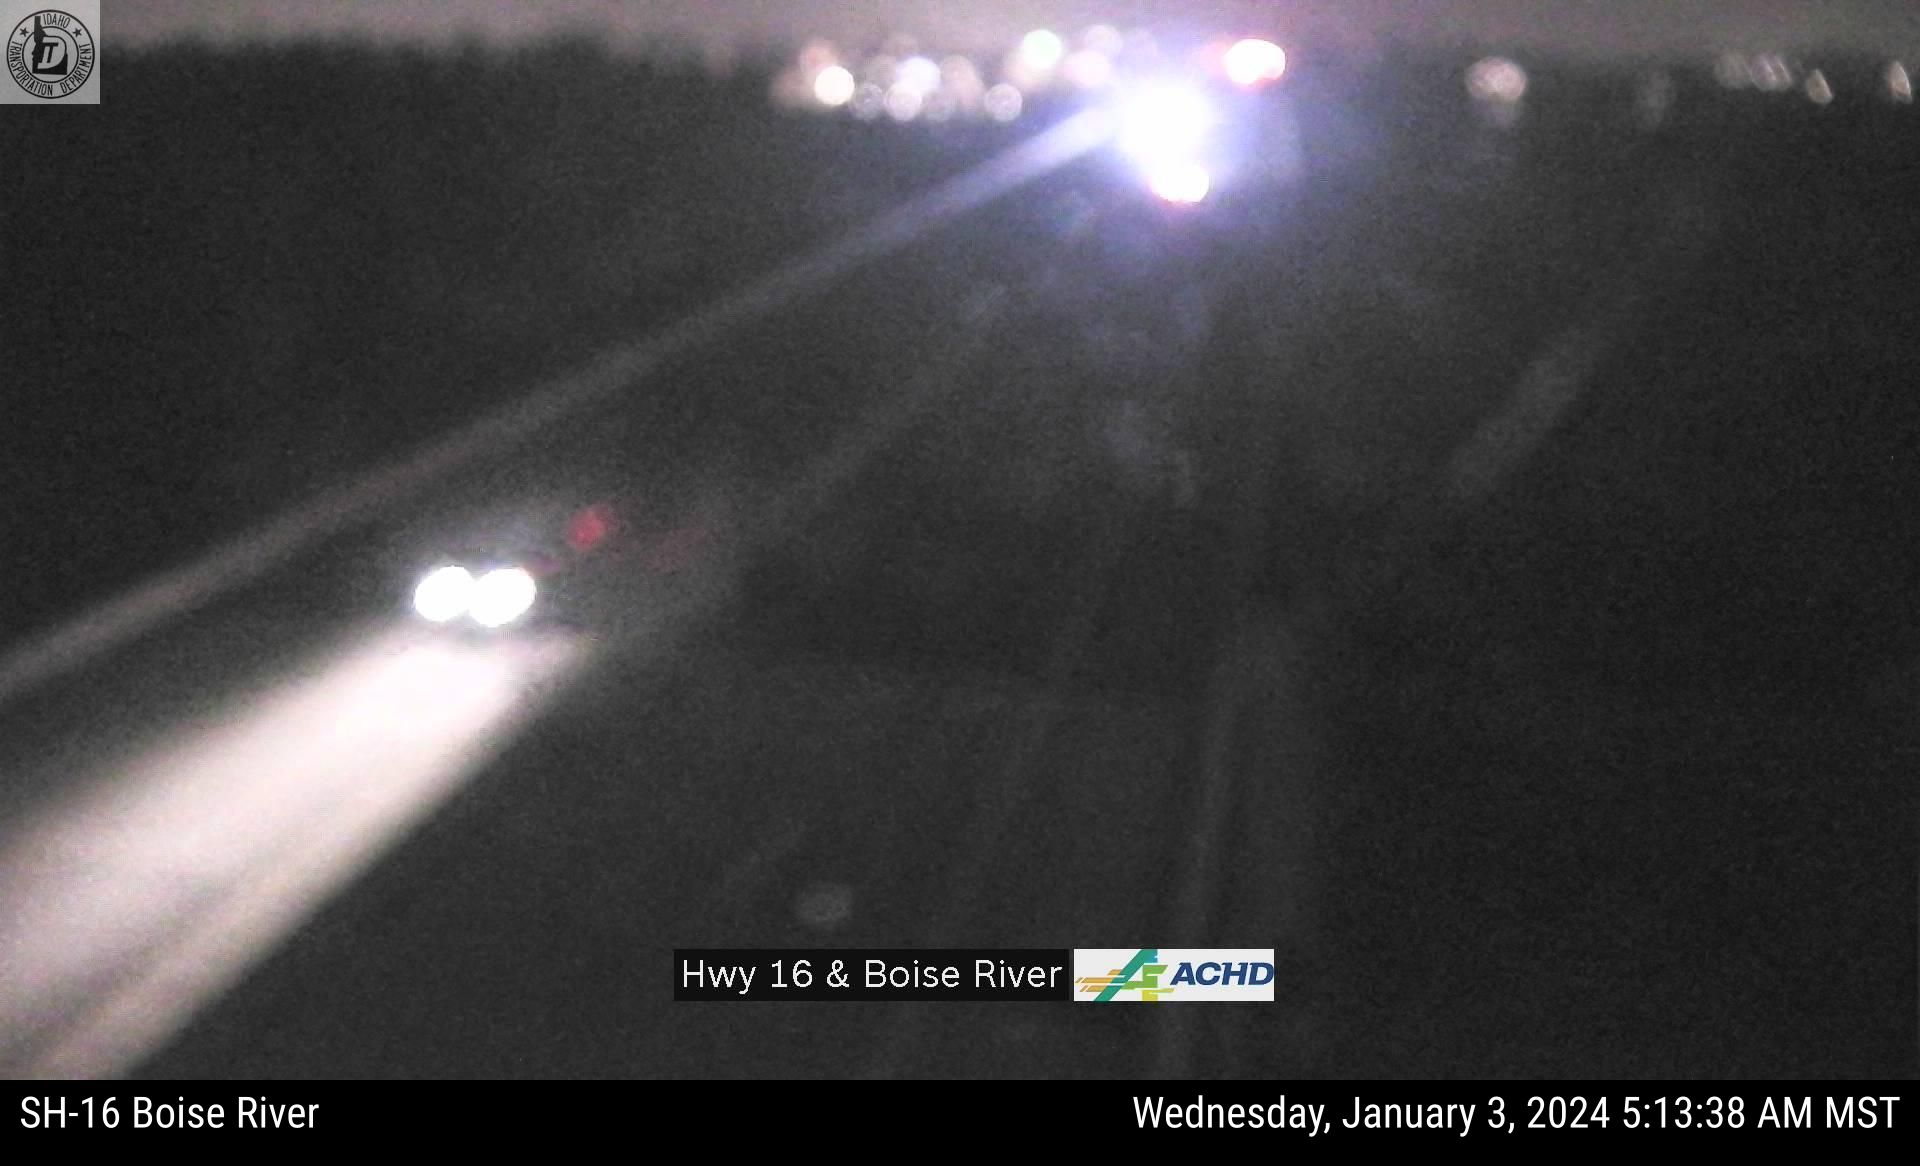 IDAHO
TRANSPORTATION DEPARTMENT
Hwy 16 & Boise River
ACHD
SH-16 Boise River
Wednesday, January 3, 2024 5:13:38 AM MST